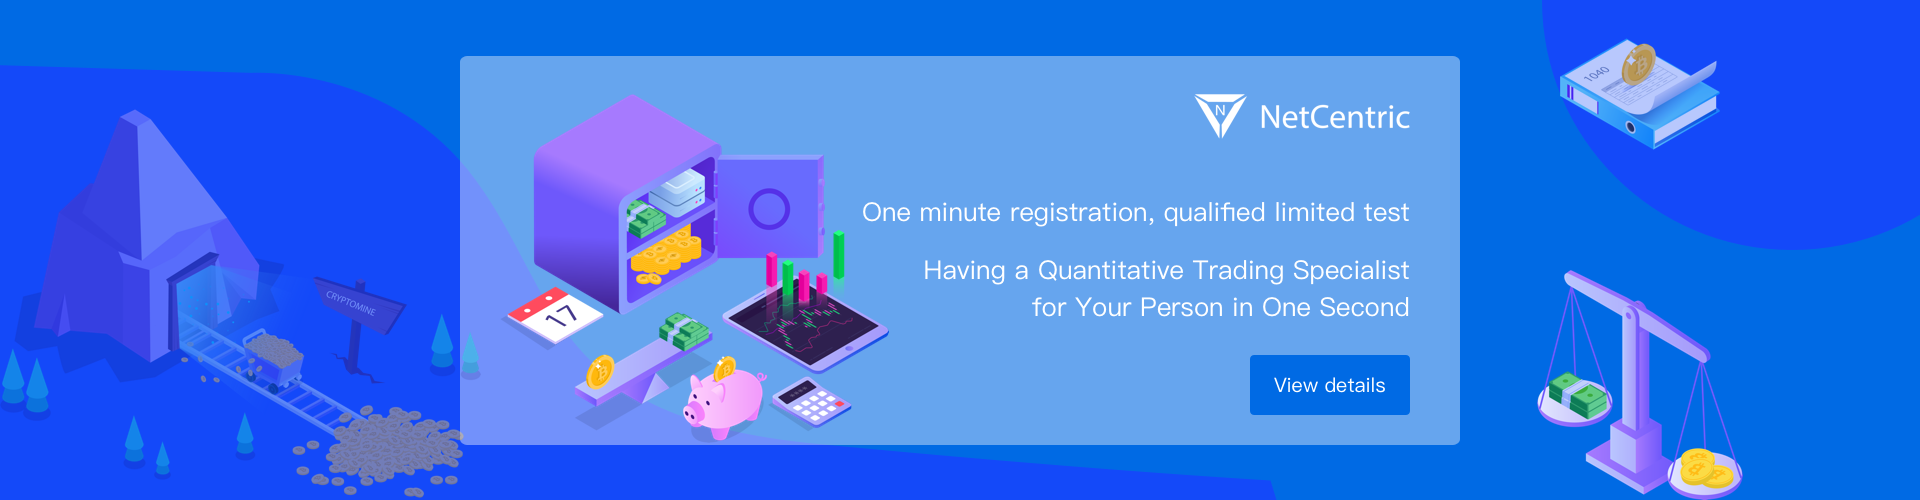 N
NetCentric
One minute registration, qualified limited test
Having a Quantitative Trading Specialist
for Your Person in One Second
View details
CRYPTOMINE
17
1040